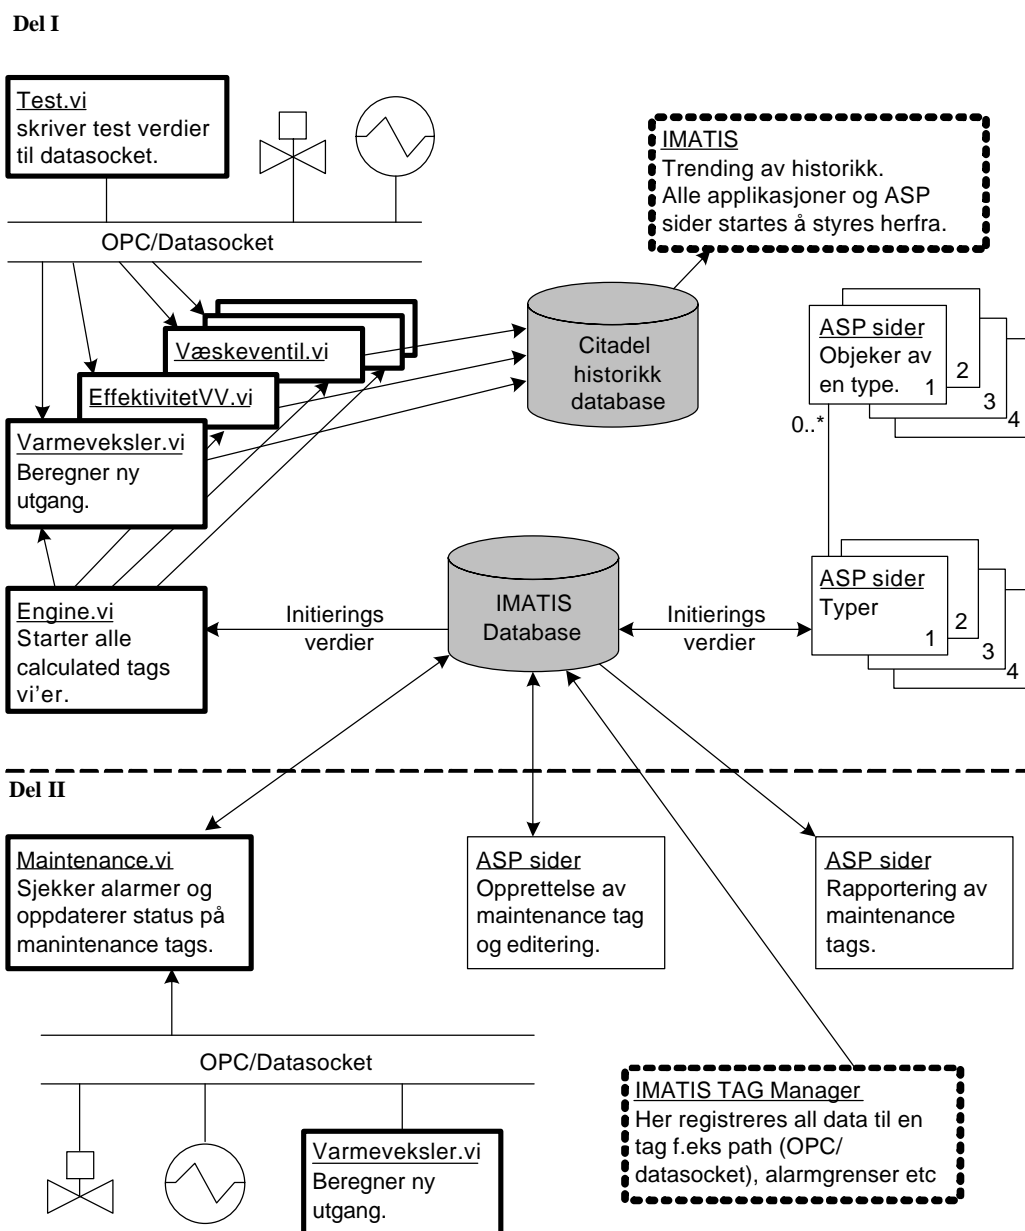 Del I
Test.vi
skriver test verdier
til datasocket.
IMATIS
Trending av historikk.
Alle applikasjoner og ASP
sider startes å styres herfra.
OPC/Datasocket
Væskeventil.vi
EffektivitetVV.vi
Varmeveksler.vi
Beregner ny
utgang.
Citadel
historikk
database
ASP sider
Objeker av
en type.
1
2
3
4
0..*
Engine.vi
Starter alle
calculated tags
vi'er.
Initierings
verdier
IMATIS
Database
Initierings
verdier
ASP sider
Typer
1
2
3
4
Del II
Maintenance.vi
Sjekker alarmer og
oppdaterer status på
manintenance tags.
ASP sider
Opprettelse av
maintenance tag
og editering.
ASP sider
Rapportering av
maintenance
tags.
OPC/Datasocket
Varmeveksler.vi
Beregner ny
utgang.
IMATIS TAG Manager
Her registreres all data til en
tag f.eks path (OPC/
datasocket), alarmgrenser etc